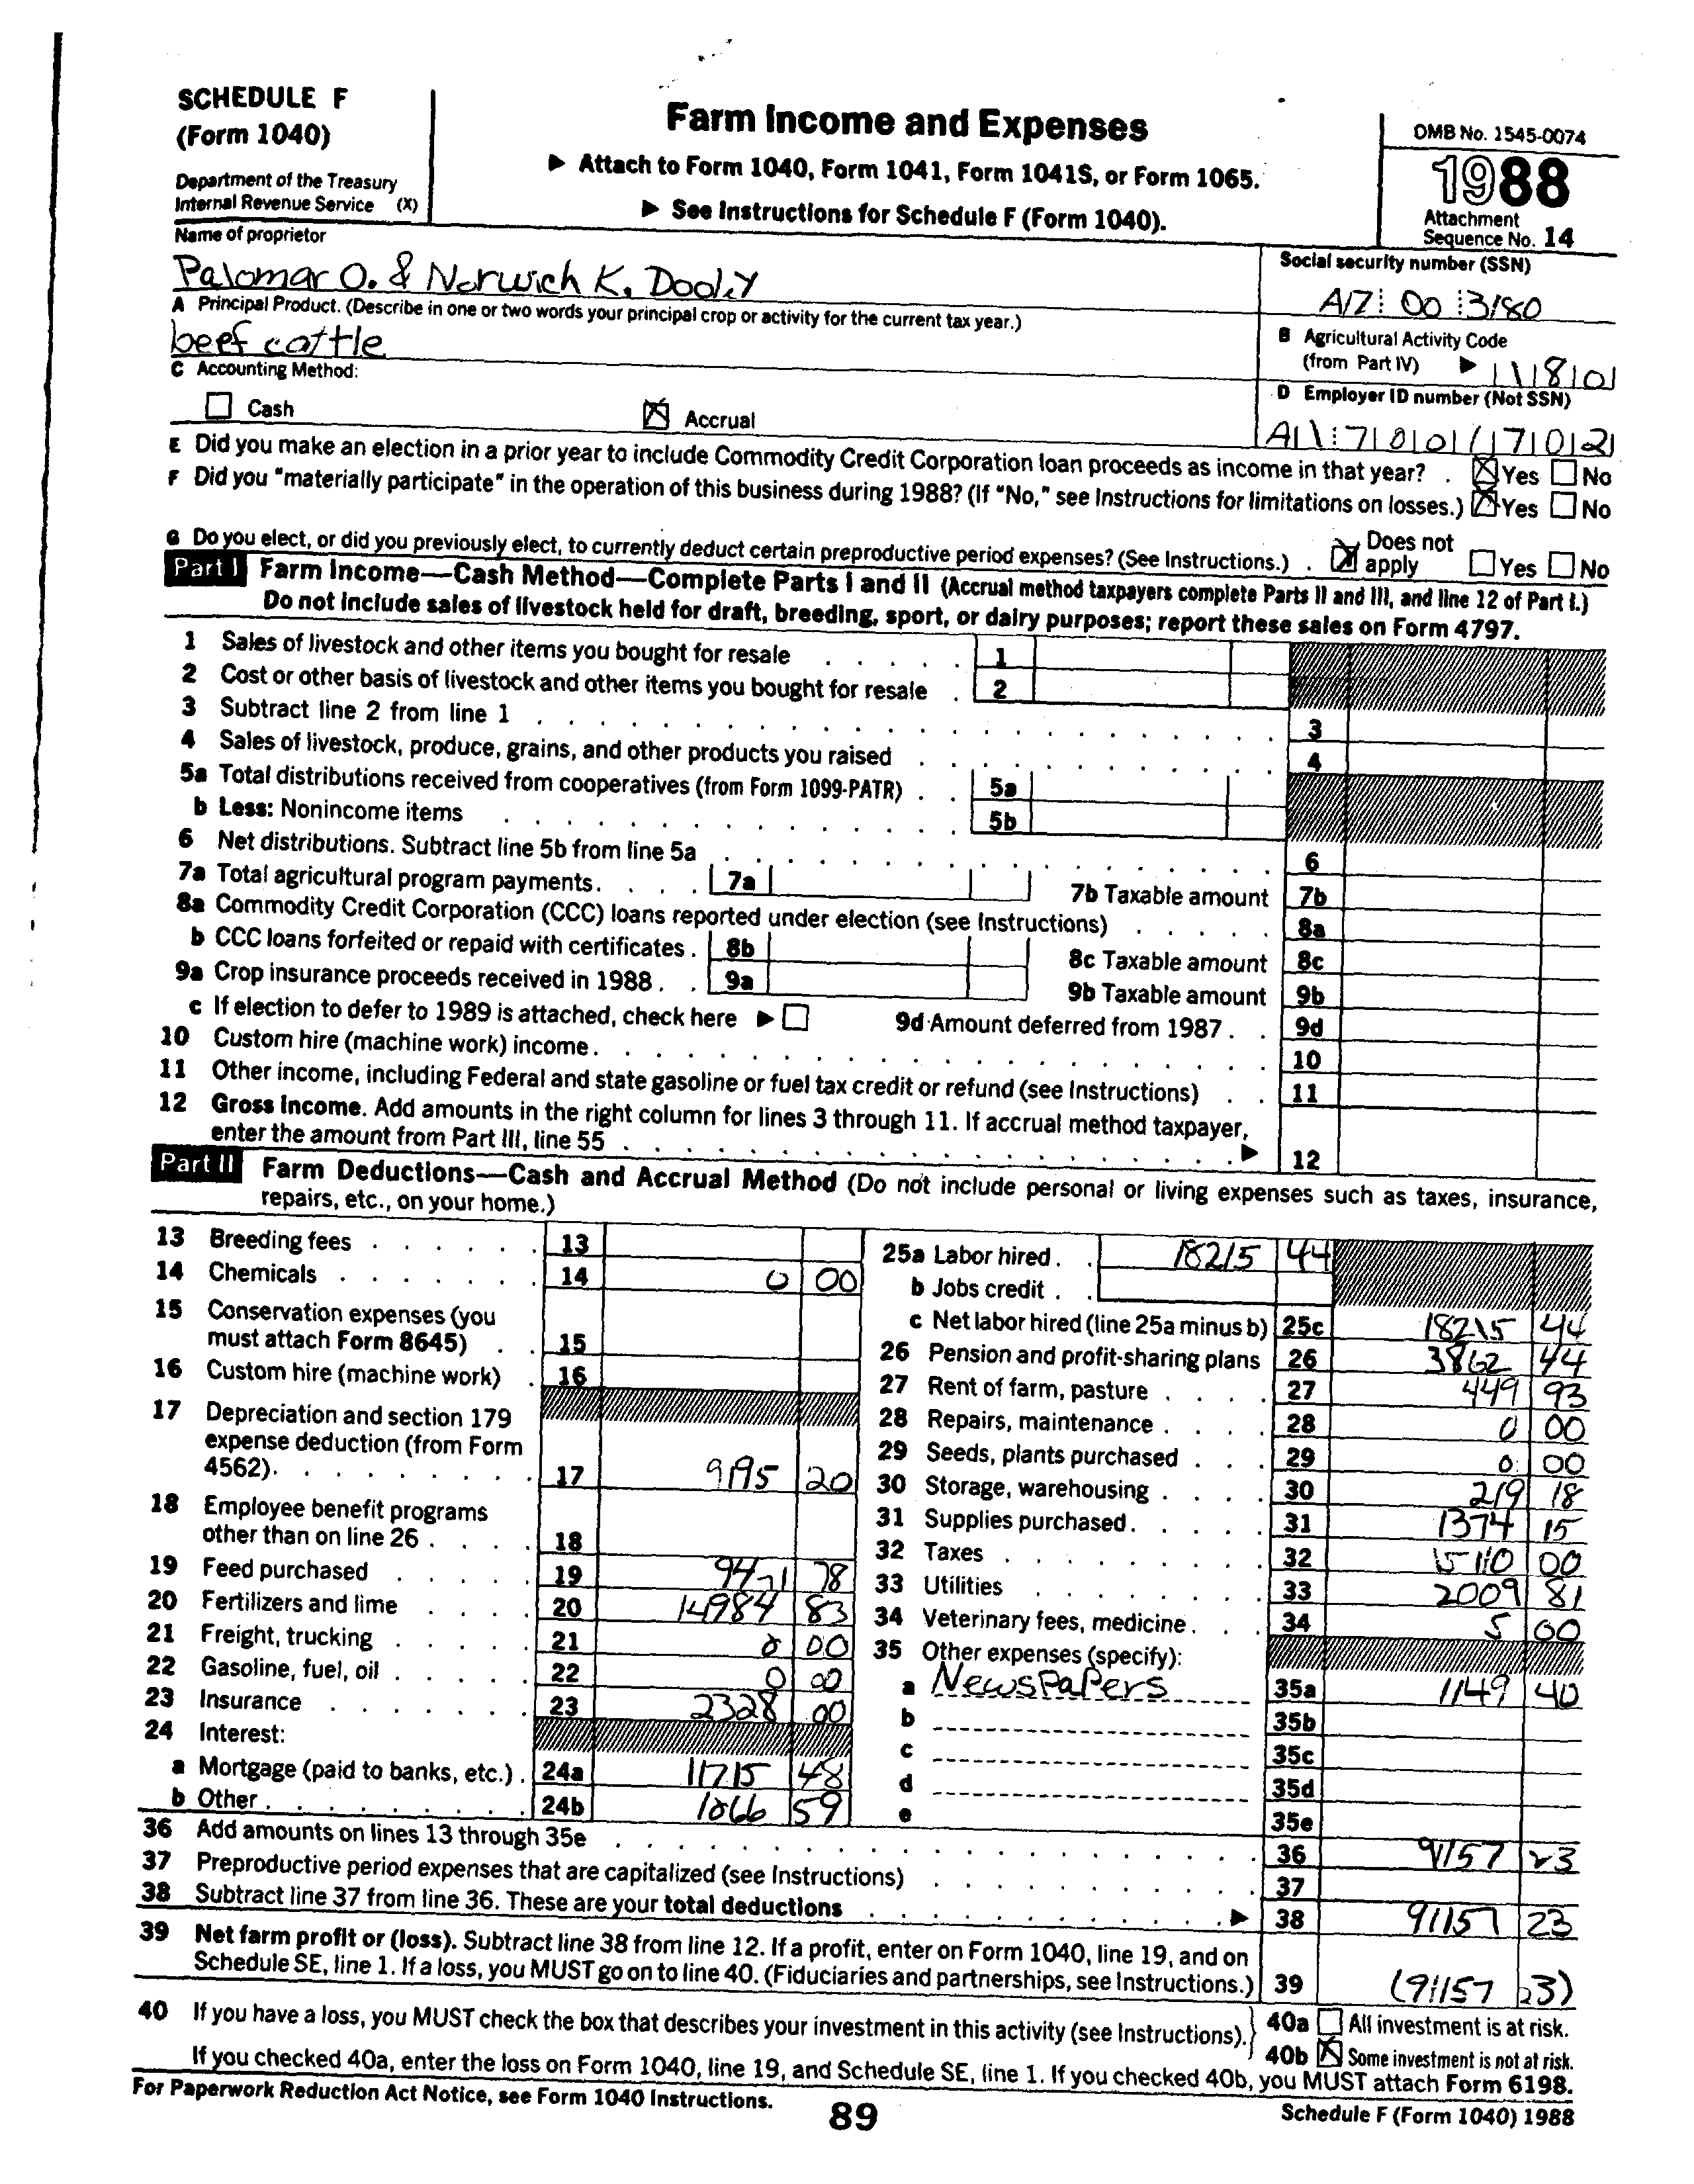 SCHEDULE F
(Form 1040)
Department of the Treasury
Internal Revenue Service (X)
Farm Income and Expenses
▶ Attach to Form 1040, Form 1041, Form 1041S, or Form 1065.
▶ See Instructions for Schedule F (Form 1040).
OMB No. 1545-0074
1988
Attachment
Sequence No. 14
Name of proprietor
Palomar O. & Norwich K. Dooly
Social security number (SSN)
A17 00 3180
A Principal Product. (Describe in one or two words your principal crop or activity for the current tax year.)
beef cattle
B Agricultural Activity Code
(from Part IV) ▶
C Accounting Method:
D Employer ID number (Not SSN)
Cash Accrual
E Did you make an election in a prior year to include Commodity Credit Corporation loan proceeds as income in that year? . Yes No
F Did you "materially participate" in the operation of this business during 1988? (If "No," see Instructions for limitations on losses.) Yes No
G Do you elect, or did you previously elect, to currently deduct certain preproductive period expenses? (See Instructions.) . Does not apply Yes No
Part I Farm Income—Cash Method—Complete Parts I and II (Accrual method taxpayers complete Parts II and III, and line 12 of Part I.)
Do not include sales of livestock held for draft, breeding, sport, or dairy purposes; report these sales on Form 4797.
1 Sales of livestock and other items you bought for resale 1
2 Cost or other basis of livestock and other items you bought for resale 2
3 Subtract line 2 from line 1 3
4 Sales of livestock, produce, grains, and other products you raised 4
5a Total distributions received from cooperatives (from Form 1099-PATR) 5a
b Less: Nonincome items 5b
6 Net distributions. Subtract line 5b from line 5a 6
7a Total agricultural program payments. 7a 7b Taxable amount 7b
8a Commodity Credit Corporation (CCC) loans reported under election (see Instructions) 8a
b CCC loans forfeited or repaid with certificates . 8b 8c Taxable amount 8c
9a Crop insurance proceeds received in 1988 . 9a 9b Taxable amount 9b
c If election to defer to 1989 is attached, check here ▶ 9d Amount deferred from 1987 . 9d
10 Custom hire (machine work) income. 10
11 Other income, including Federal and state gasoline or fuel tax credit or refund (see Instructions) 11
12 Gross Income. Add amounts in the right column for lines 3 through 11. If accrual method taxpayer,
enter the amount from Part III, line 55 ▶ 12
Part II Farm Deductions—Cash and Accrual Method (Do not include personal or living expenses such as taxes, insurance,
repairs, etc., on your home.)
13 Breeding fees 13
14 Chemicals 14 0 00
15 Conservation expenses (you
must attach Form 8645) 15
16 Custom hire (machine work) 16
17 Depreciation and section 179
expense deduction (from Form
4562). 17 9195 20
18 Employee benefit programs
other than on line 26 . 18
19 Feed purchased 19 9471 78
20 Fertilizers and lime 20 14984 83
21 Freight, trucking 21 0 00
22 Gasoline, fuel, oil 22 0 00
23 Insurance 23 2328 00
24 Interest:
a Mortgage (paid to banks, etc.) . 24a 11715 48
b Other . 24b 1066 59
25a Labor hired . 18215 44
b Jobs credit .
c Net labor hired (line 25a minus b) 25c 18215 44
26 Pension and profit-sharing plans 26 3862 44
27 Rent of farm, pasture 27 449 93
28 Repairs, maintenance 28 0 00
29 Seeds, plants purchased 29 0 00
30 Storage, warehousing 30 219 18
31 Supplies purchased. 31 1374 15
32 Taxes 32 15110 00
33 Utilities 33 2009 81
34 Veterinary fees, medicine. 34 5 00
35 Other expenses (specify):
a Newspapers 35a 1149 40
b 35b
c 35c
d 35d
e 35e
36 Add amounts on lines 13 through 35e 36 91157 23
37 Preproductive period expenses that are capitalized (see Instructions) 37
38 Subtract line 37 from line 36. These are your total deductions ▶ 38 91157 23
39 Net farm profit or (loss). Subtract line 38 from line 12. If a profit, enter on Form 1040, line 19, and on
Schedule SE, line 1. If a loss, you MUST go on to line 40. (Fiduciaries and partnerships, see Instructions.) 39 (91157 23)
40 If you have a loss, you MUST check the box that describes your investment in this activity (see Instructions). 40a All investment is at risk.
40b Some investment is not at risk.
If you checked 40a, enter the loss on Form 1040, line 19, and Schedule SE, line 1. If you checked 40b, you MUST attach Form 6198.
For Paperwork Reduction Act Notice, see Form 1040 Instructions.
89
Schedule F (Form 1040) 1988